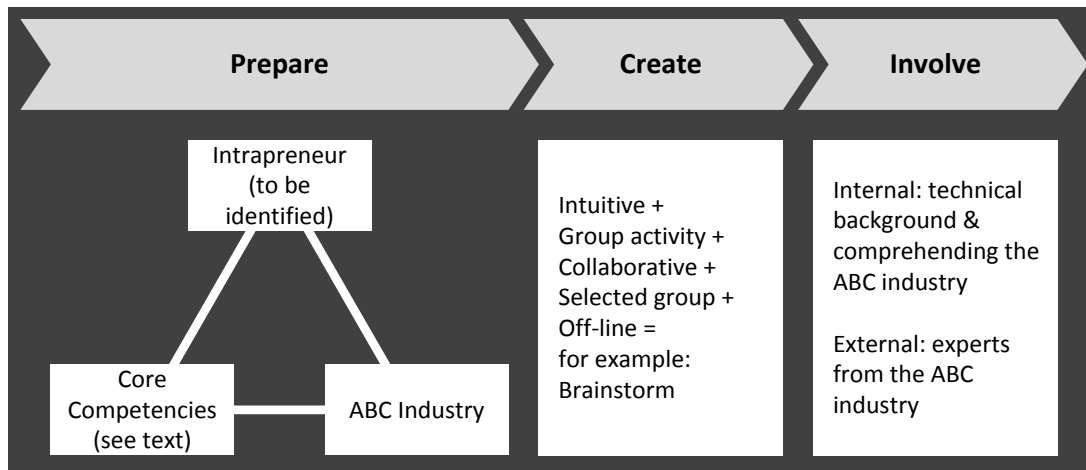 Prepare
Create
Involve
Intrapreneur
(to be
identified)
Core
Competencies
(see text)
ABC Industry
Intuitive +
Group activity +
Collaborative +
Selected group +
Off-line =
for example:
Brainstorm
Internal: technical
background &
comprehending the
ABC industry
External: experts
from the ABC
industry